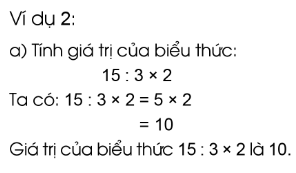 Ví dụ 2:
a) Tính giá trị của biểu thức:
15 : 3 × 2
Ta có: 15 : 3 × 2 = 5 × 2
= 10
Giá trị của biểu thức 15 : 3 × 2 là 10.